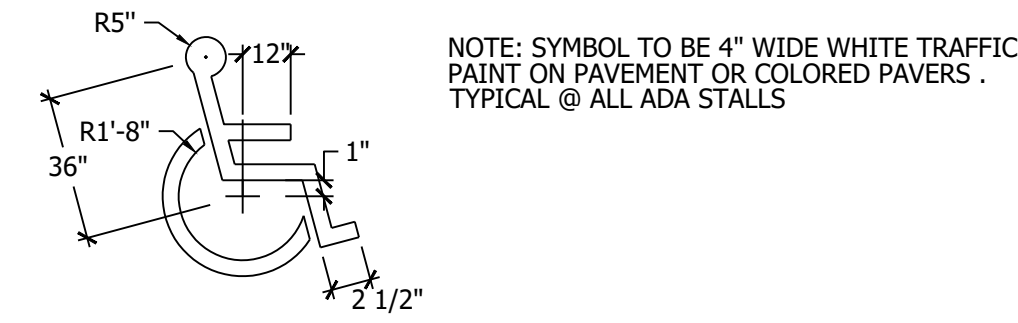 R5"
12"
NOTE: SYMBOL TO BE 4" WIDE WHITE TRAFFIC
PAINT ON PAVEMENT OR COLORED PAVERS .
TYPICAL @ ALL ADA STALLS
R1'-8"
1"
36"
2 1/2"